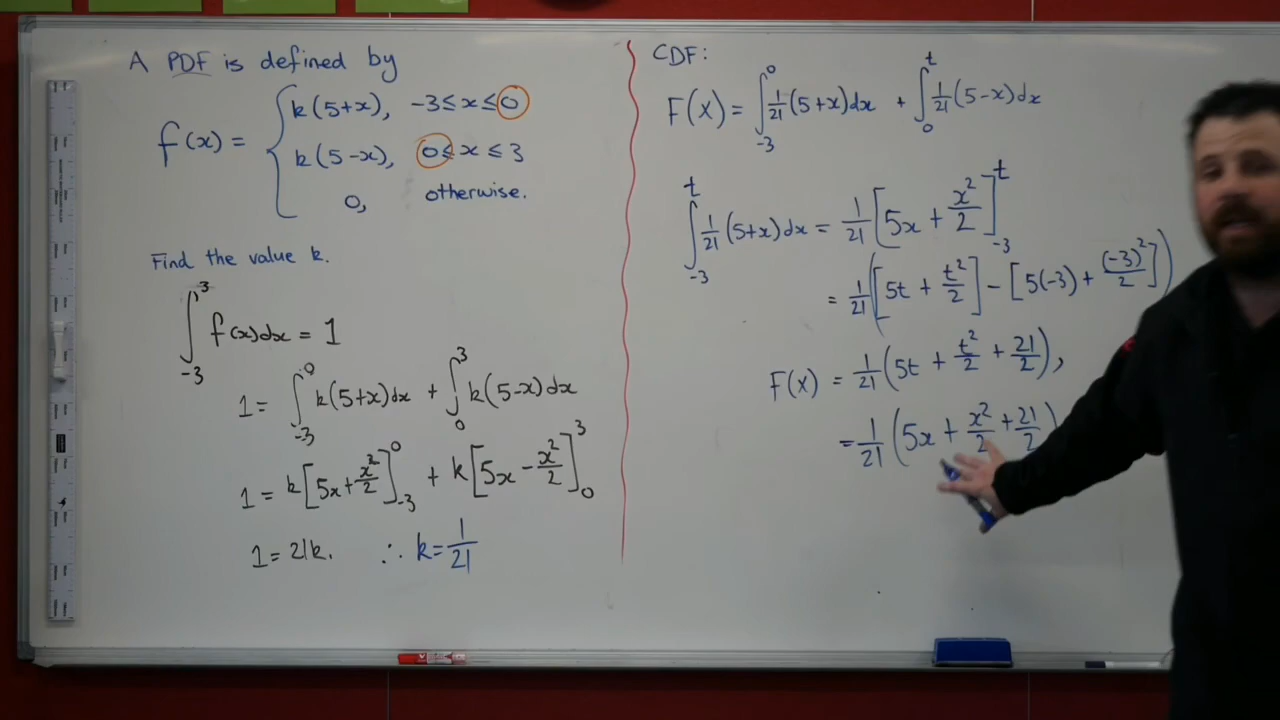 A PDF is defined by
f(x) = { k(5+x), -3 ≤ x ≤ 0
k(5-x), 0 ≤ x ≤ 3
0, otherwise.
Find the value k.
∫_{-3}^{3} f(x)dx = 1
1 = ∫_{-3}^{0} k(5+x)dx + ∫_{0}^{3} k(5-x)dx
1 = k[5x + x²/2]_{-3}^{0} + k[5x - x²/2]_{0}^{3}
1 = 21k. ∴ k = 1/21
CDF:
F(x) = ∫_{-3}^{0} 1/21 (5+x)dx + ∫_{0}^{t} 1/21 (5-x)dx
∫_{-3}^{t} 1/21 (5+x)dx = 1/21 [5x + x²/2]_{-3}^{t}
= 1/21 ([5t + t²/2] - [5(-3) + (-3)²/2])
F(x) = 1/21 (5t + t²/2 + 21/2),
= 1/21 (5x + x²/2 + 21/2)